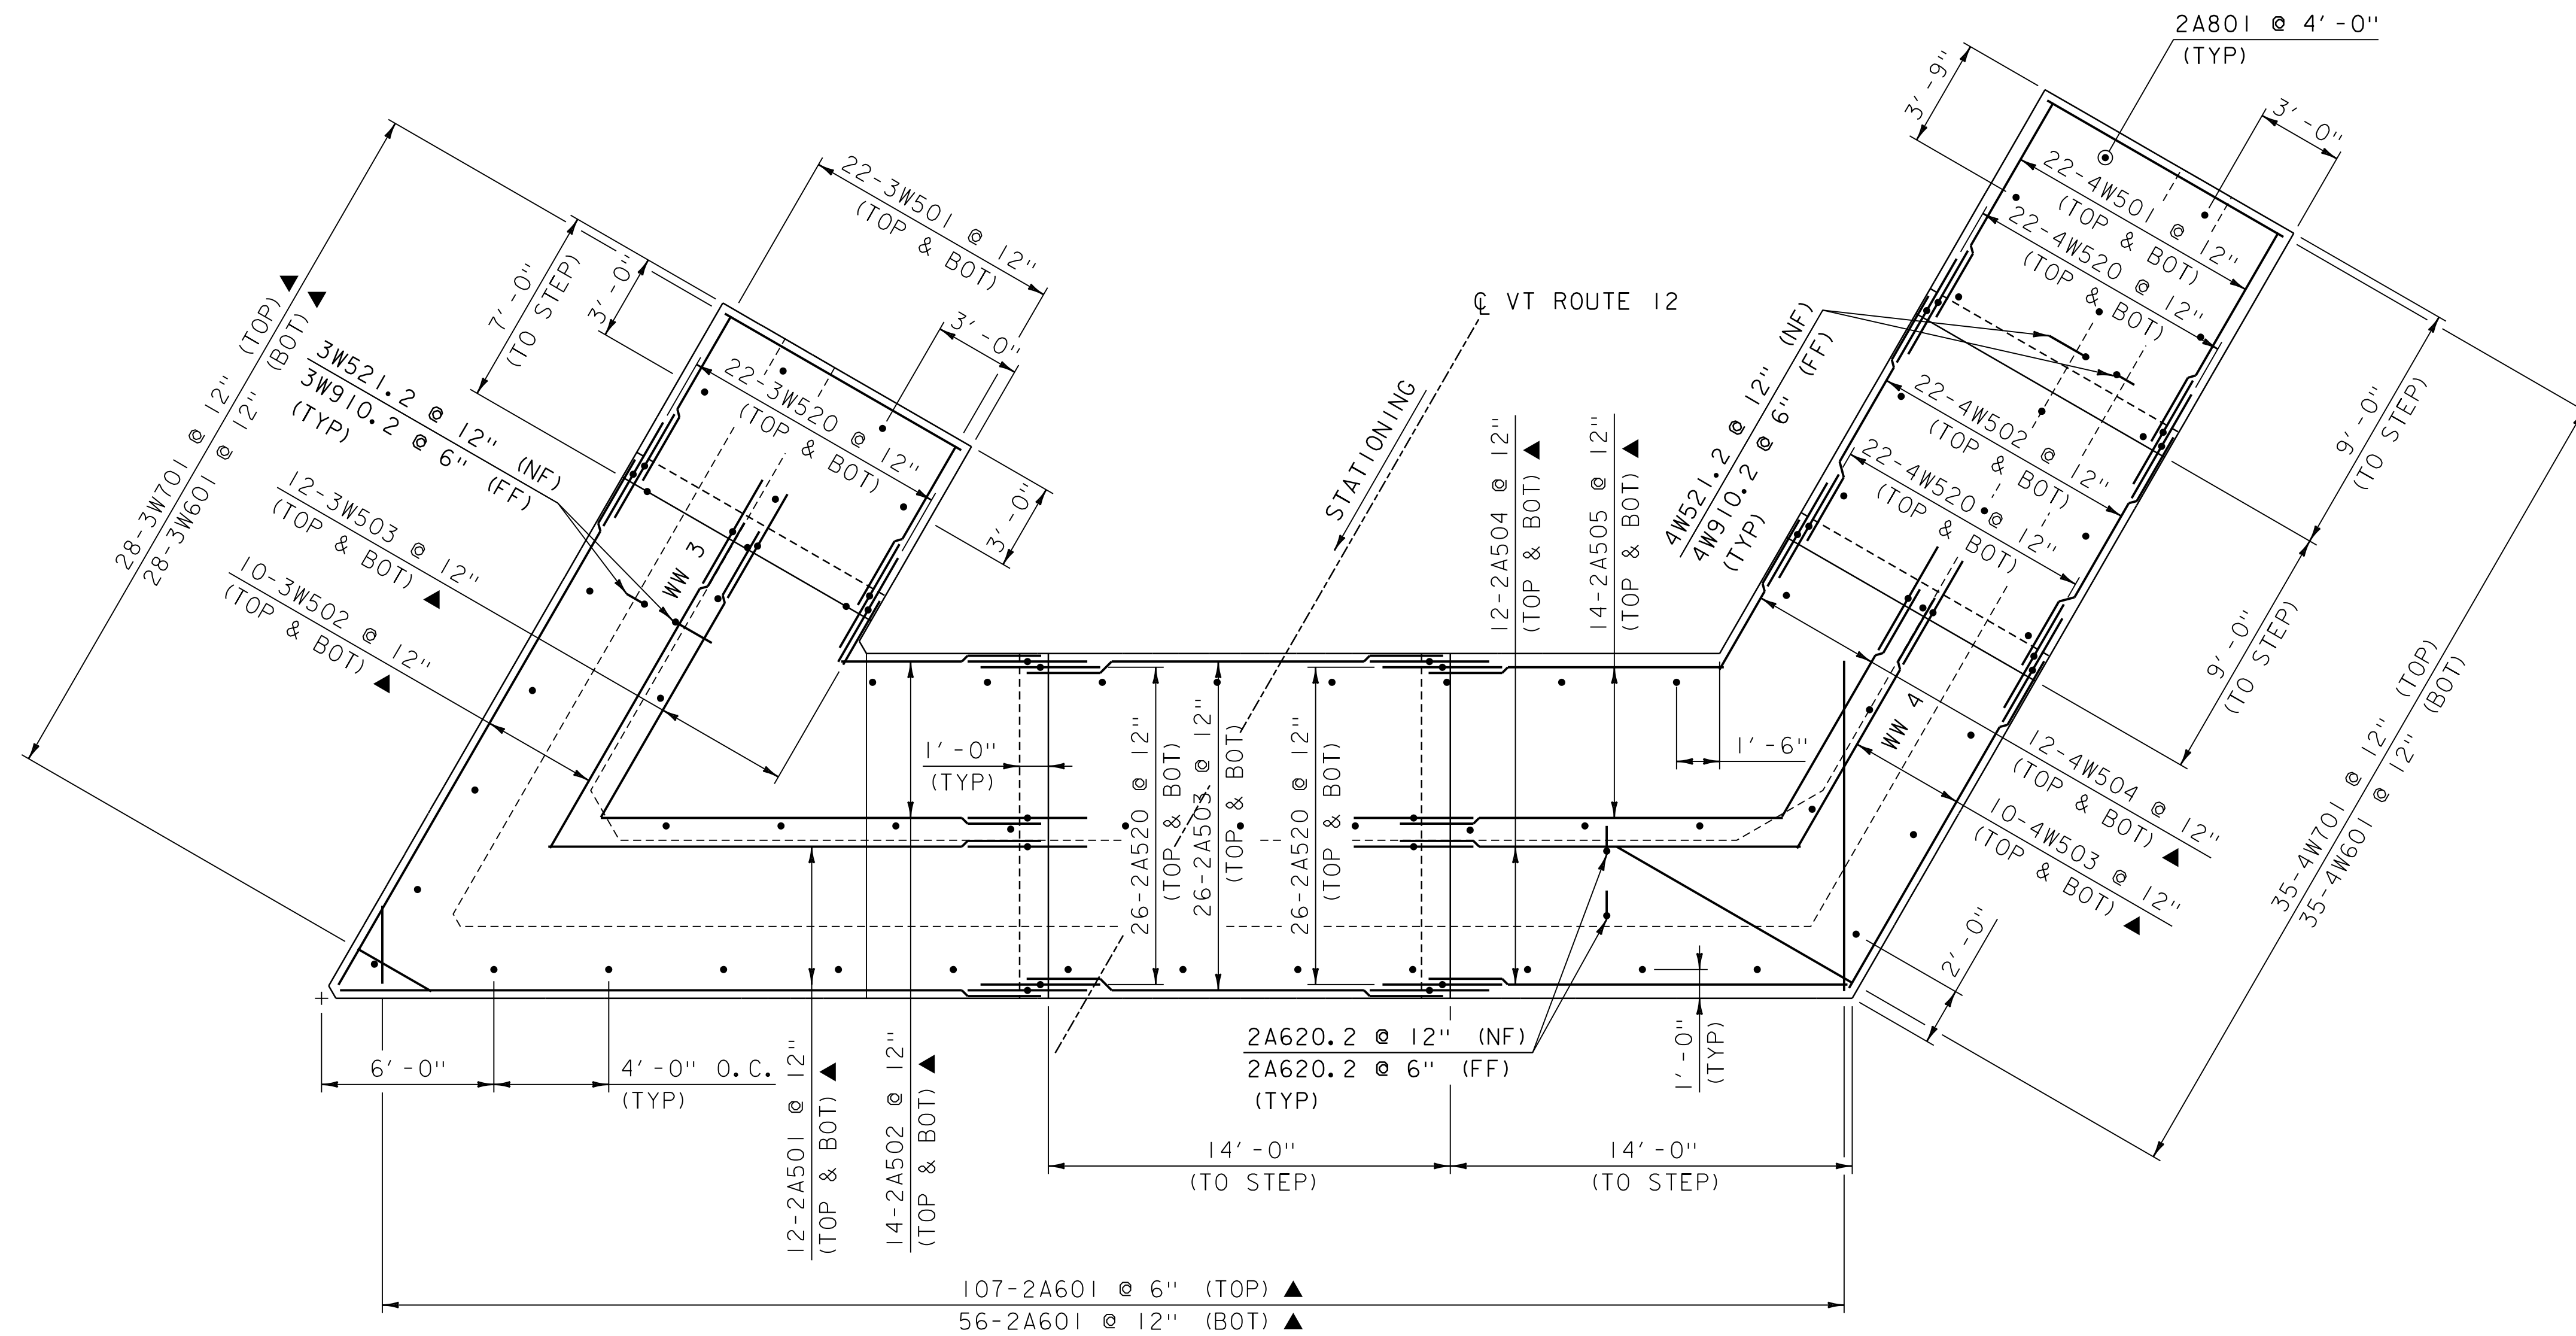 2A801 @ 4'-0"
(TYP)
3'-9"
3'-0"
22-4W501 @ 12"
(TOP & BOT)
22-4W520 @ 12"
(TOP & BOT)
22-3W501 @ 12"
(TOP & BOT)
3'-0"
7'-0"
(TO STEP)
3'-0"
22-3W520 @ 12"
(TOP & BOT)
3'-0"
28-3W701 @ 12" (TOP) ▲
28-3W601 @ 12" (BOT) ▲
3W521.2 @ 12" (NF)
3W910.2 @ 6" (FF)
(TYP)
12-3W503 @ 12"
(TOP & BOT) ▲
10-3W502 @ 12"
(TOP & BOT) ▲
WW 3
℄ VT ROUTE 12
STATIONING
12-2A504 @ 12"
(TOP & BOT) ▲
14-2A505 @ 12"
(TOP & BOT) ▲
4W521.2 @ 12" (NF)
4W910.2 @ 6" (FF)
(TYP)
22-4W502 @ 12"
(TOP & BOT)
22-4W520 @ 12"
(TOP & BOT)
9'-0"
(TO STEP)
9'-0"
(TO STEP)
WW 4
12-4W504 @ 12"
(TOP & BOT) ▲
10-4W503 @ 12"
(TOP & BOT) ▲
35-4W701 @ 12" (TOP)
35-4W601 @ 12" (BOT)
2'-0"
1'-0"
(TYP)
26-2A520 @ 12"
(TOP & BOT)
26-2A503 @ 12"
(TOP & BOT)
26-2A520 @ 12"
(TOP & BOT)
1'-6"
6'-0"
4'-0" O.C.
(TYP)
12-2A501 @ 12"
(TOP & BOT) ▲
14-2A502 @ 12"
(TOP & BOT) ▲
2A620.2 @ 12" (NF)
2A620.2 @ 6" (FF)
(TYP)
1'-0"
(TYP)
14'-0"
(TO STEP)
14'-0"
(TO STEP)
107-2A601 @ 6" (TOP) ▲
56-2A601 @ 12" (BOT) ▲